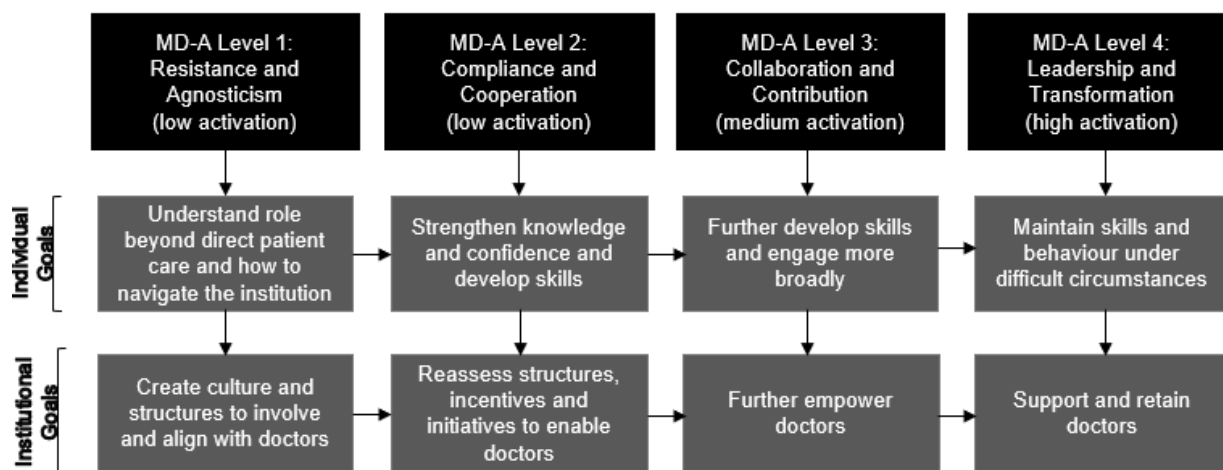 MD-A Level 1:
Resistance and
Agnosticism
(low activation)
MD-A Level 2:
Compliance and
Cooperation
(low activation)
MD-A Level 3:
Collaboration and
Contribution
(medium activation)
MD-A Level 4:
Leadership and
Transformation
(high activation)
Individual
Goals
Understand role
beyond direct patient
care and how to
navigate the institution
Strengthen knowledge
and confidence and
develop skills
Further develop skills
and engage more
broadly
Maintain skills and
behaviour under
difficult circumstances
Institutional
Goals
Create culture and
structures to involve
and align with doctors
Reassess structures,
incentives and
initiatives to enable
doctors
Further empower
doctors
Support and retain
doctors